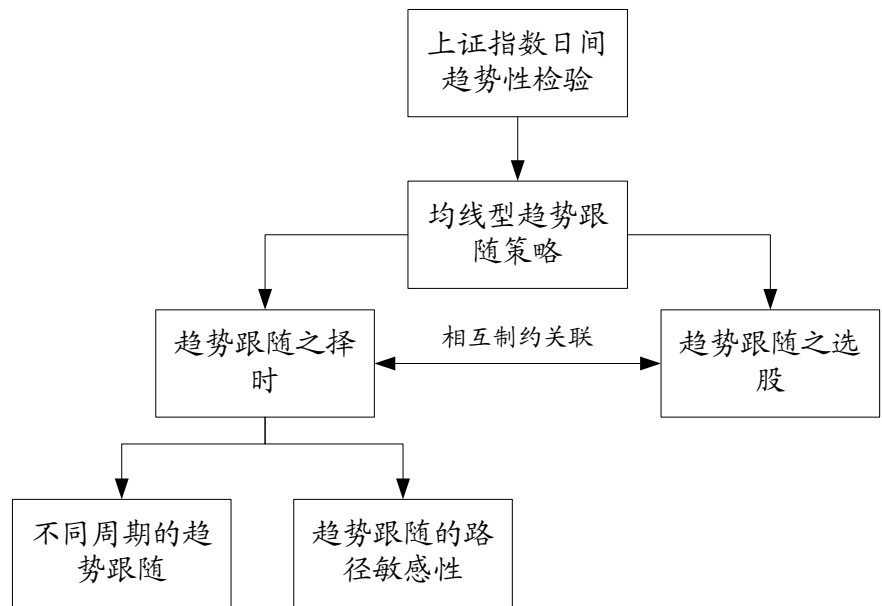 上证指数日间
趋势性检验
均线型趋势跟
随策略
趋势跟随之择
时
相互制约关联
趋势跟随之选
股
不同周期的趋
势跟随
趋势跟随的路
径敏感性